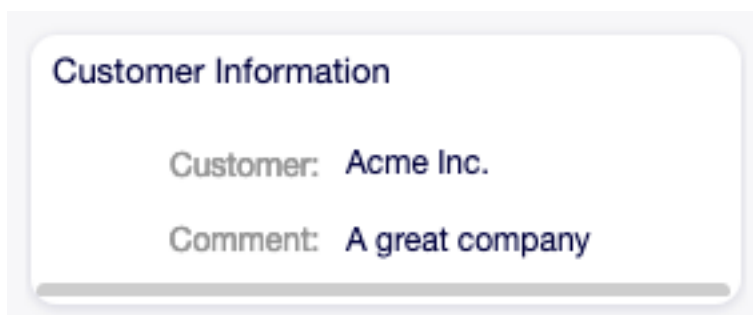 Customer Information
Customer: Acme Inc.
Comment: A great company